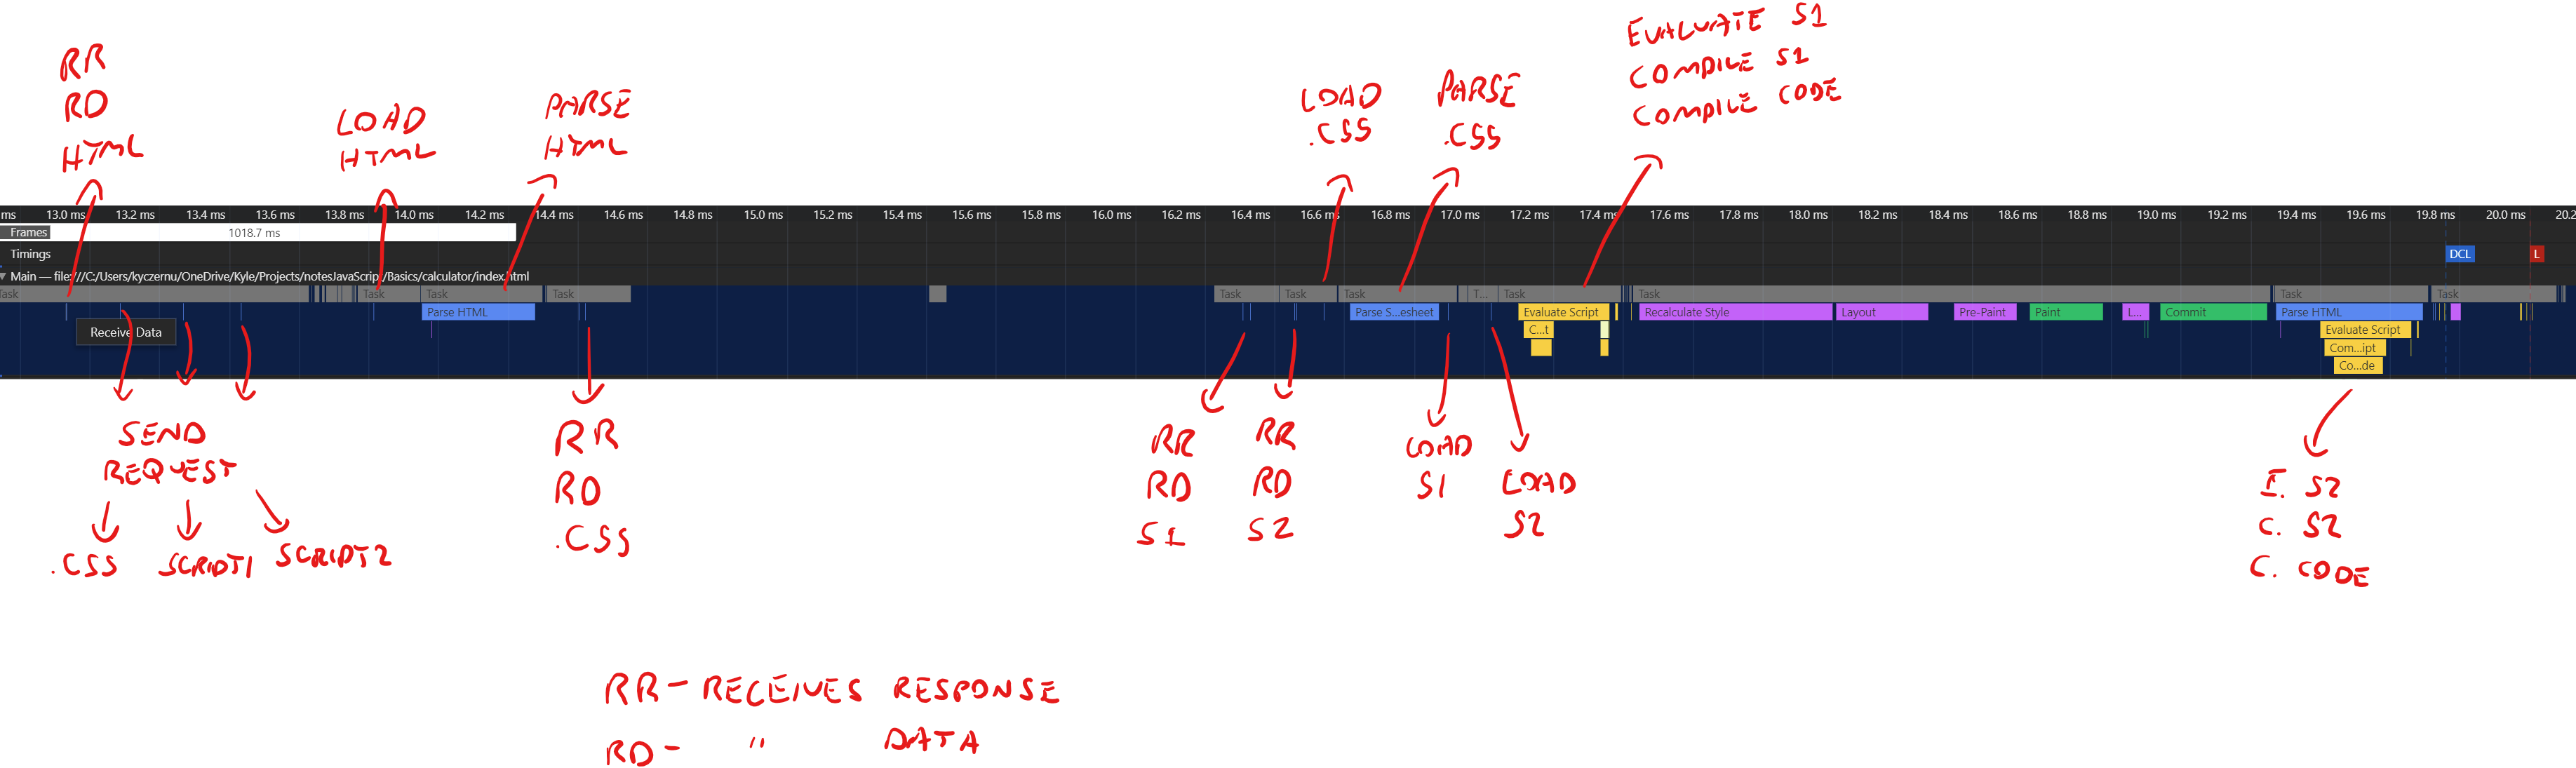 EVALUATE S1
COMPILE S1
COMPILE CODE
RR
RD
HTML
LOAD
HTML
PARSE
HTML
LOAD
.CSS
PARSE
.CSS
ms 13.0 ms 13.2 ms 13.4 ms 13.6 ms 13.8 ms 14.0 ms 14.2 ms 14.4 ms 14.6 ms 14.8 ms 15.0 ms 15.2 ms 15.4 ms 15.6 ms 15.8 ms 16.0 ms 16.2 ms 16.4 ms 16.6 ms 16.8 ms 17.0 ms 17.2 ms 17.4 ms 17.6 ms 17.8 ms 18.0 ms 18.2 ms 18.4 ms 18.6 ms 18.8 ms 19.0 ms 19.2 ms 19.4 ms 19.6 ms 19.8 ms 20.0 ms 20.2
Frames 1018.7 ms
Timings DCL L
Main — file:///C:/Users/kyczernu/OneDrive/Kyle/Projects/notesJavaScript/Basics/calculator/index.html
Task Task Task Task Task Task Task T... Task Task Task Task
Parse HTML Parse S...esheet Evaluate Script Recalculate Style Layout Pre-Paint Paint L... Commit Parse HTML
Receive Data C...t Evaluate Script
Com...ipt
Co...de
SEND
REQUEST
.CSS SCRIPT1 SCRIPT2
RR
RD
.CSS
RR
RD
S1
RR
RD
S2
LOAD
S1
LOAD
S2
E. S2
C. S2
C. CODE
RR - RECEIVES RESPONSE
RD - " DATA